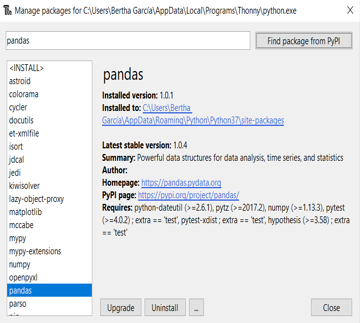 Manage packages for C:\Users\Bertha García\AppData\Local\Programs\Thonny\python.exe
pandas
Find package from PyPI
<INSTALL>
astroid
colorama
cycler
docutils
et-xmlfile
isort
jdcal
jedi
kiwisolver
lazy-object-proxy
matplotlib
mccabe
mypy
mypy-extensions
numpy
openpyxl
pandas
parso
pandas
Installed version: 1.0.1
Installed to: C:\Users\Bertha
García\AppData\Roaming\Python\Python37\site-packages
Latest stable version: 1.0.4
Summary: Powerful data structures for data analysis, time series, and statistics
Author:
Homepage: https://pandas.pydata.org
PyPI page: https://pypi.org/project/pandas/
Requires: python-dateutil (>=2.6.1), pytz (>=2017.2), numpy (>=1.13.3), pytest
(>=4.0.2) ; extra == 'test', pytest-xdist ; extra == 'test', hypothesis (>=3.58) ; extra
== 'test'
Upgrade
Uninstall
...
Close